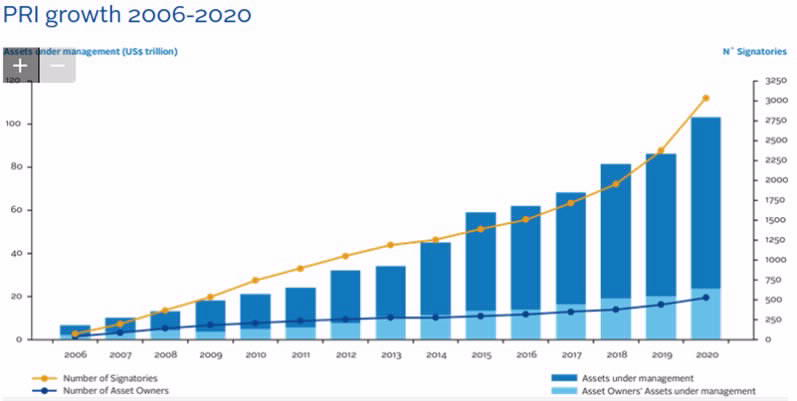 PRI growth 2006-2020
Assets under management (US$ trillion)
N° Signatories
+ −
120
100
80
60
40
20
0
3250
3000
2750
2500
2250
2000
1750
1500
1250
1000
750
500
250
0
2006 2007 2008 2009 2010 2011 2012 2013 2014 2015 2016 2017 2018 2019 2020
Number of Signatories
Number of Asset Owners
Assets under management
Asset Owners' Assets under management